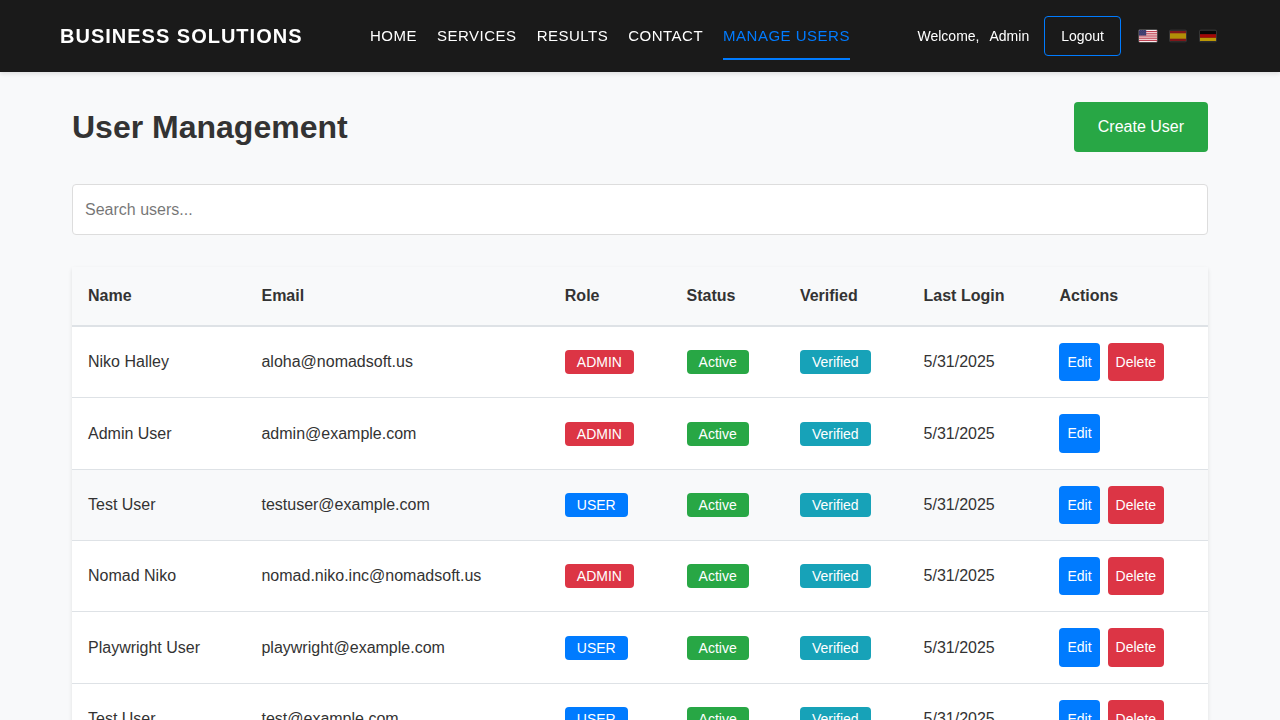 BUSINESS SOLUTIONS HOME SERVICES RESULTS CONTACT MANAGE USERS Welcome, Admin Logout
User Management Create User
Search users...
Name Email Role Status Verified Last Login Actions
Niko Halley aloha@nomadsoft.us ADMIN Active Verified 5/31/2025 Edit Delete
Admin User admin@example.com ADMIN Active Verified 5/31/2025 Edit
Test User testuser@example.com USER Active Verified 5/31/2025 Edit Delete
Nomad Niko nomad.niko.inc@nomadsoft.us ADMIN Active Verified 5/31/2025 Edit Delete
Playwright User playwright@example.com USER Active Verified 5/31/2025 Edit Delete
Test User test@example.com USER Active Verified 5/31/2025 Edit Delete